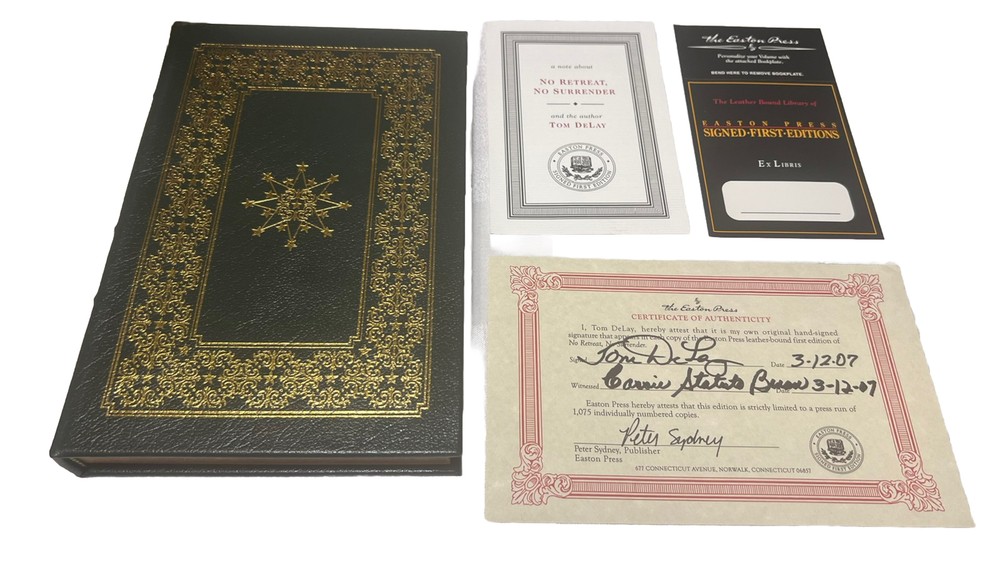 a note about
NO RETREAT,
NO SURRENDER
and the author
TOM DELAY
EASTON PRESS
SIGNED FIRST EDITION
The Easton Press
Personalize your Volume with
the attached Bookplate.
BEND HERE TO REMOVE BOOKPLATE.
The Leather Bound Library of
EASTON PRESS
SIGNED·FIRST·EDITIONS
EX LIBRIS
The Easton Press
CERTIFICATE OF AUTHENTICITY
I, Tom DeLay, hereby attest that it is my own original hand-signed
signature that appears in each copy of the Easton Press leather-bound first edition of
No Retreat, No Surrender.
Signed Tom DeLay Date 3-12-07
Witnessed Carrie Date 3-12-07
Easton Press hereby attests that this edition is strictly limited to a press run of
1,075 individually numbered copies.
Peter Sydney
Peter Sydney, Publisher
Easton Press
EASTON PRESS
SIGNED FIRST EDITION
677 CONNECTICUT AVENUE, NORWALK, CONNECTICUT 06857